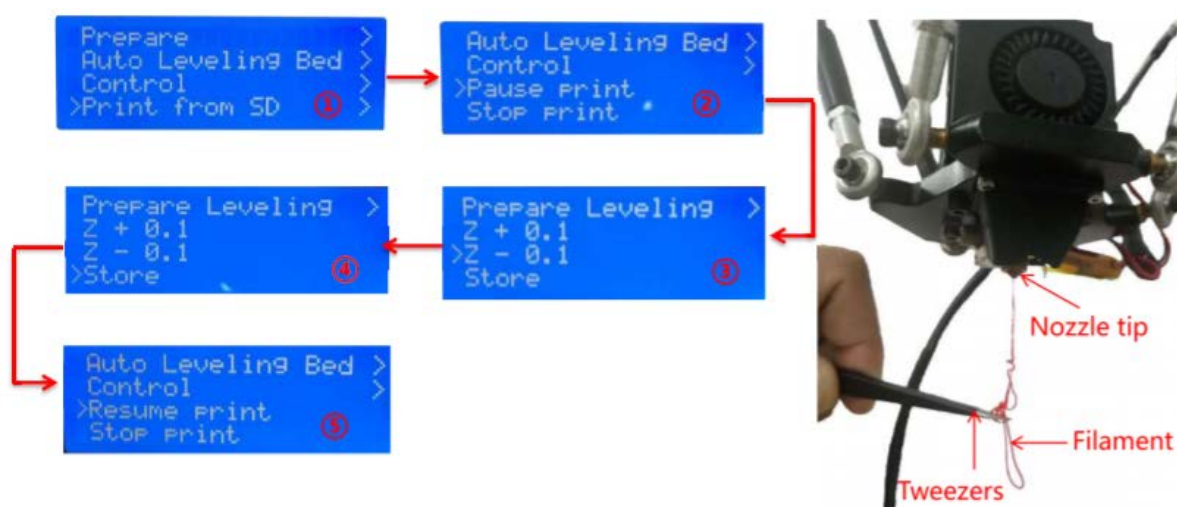 Prepare >
Auto Leveling Bed >
Control >
>Print from SD >
①
Auto Leveling Bed >
Control >
>Pause print
Stop print
②
Prepare Leveling >
Z + 0.1
>Z - 0.1
Store
③
Prepare Leveling >
Z + 0.1
Z - 0.1
>Store
④
Auto Leveling Bed >
Control >
>Resume print
Stop print
⑤
Nozzle tip
Filament
Tweezers